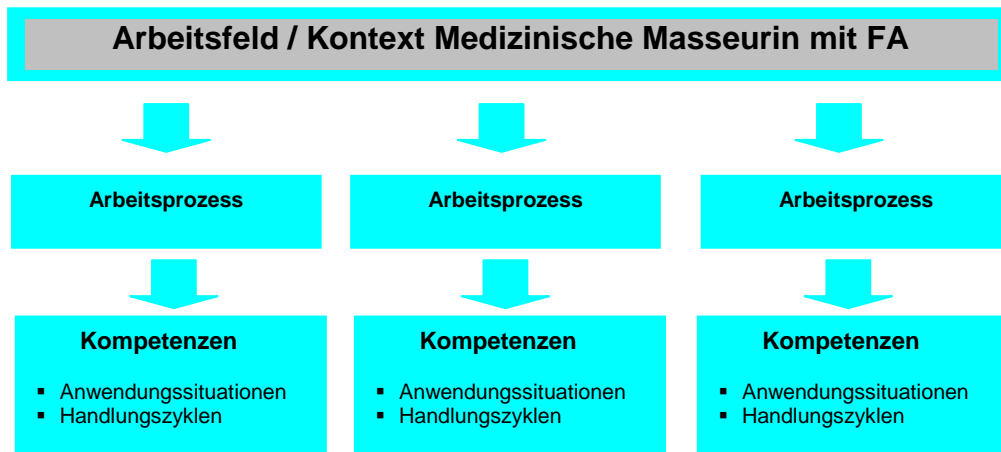 Arbeitsfeld / Kontext Medizinische Masseurin mit FA
Arbeitsprozess
Arbeitsprozess
Arbeitsprozess
Kompetenzen
▪ Anwendungssituationen
▪ Handlungszyklen
Kompetenzen
▪ Anwendungssituationen
▪ Handlungszyklen
Kompetenzen
▪ Anwendungssituationen
▪ Handlungszyklen